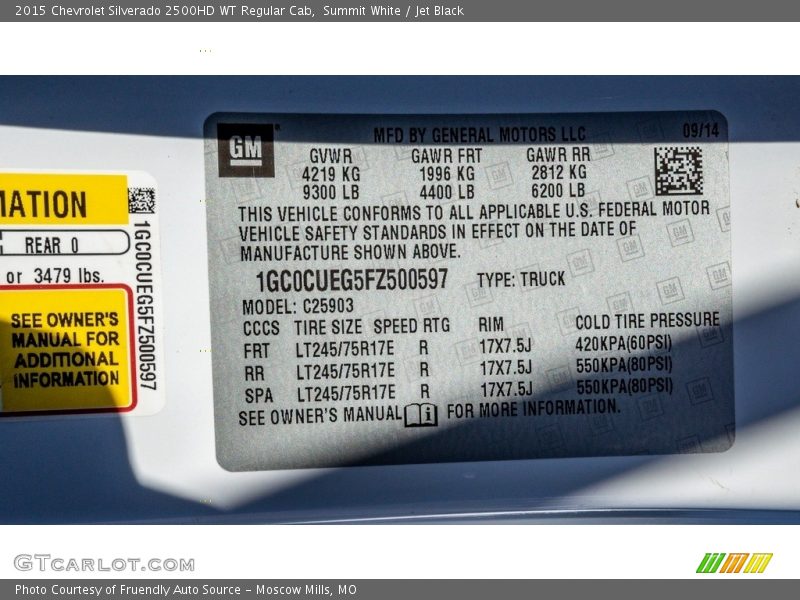 2015 Chevrolet Silverado 2500HD WT Regular Cab,  Summit White / Jet Black
MATION
REAR 0
or 3479 lbs.
SEE OWNER'S
MANUAL FOR
ADDITIONAL
INFORMATION
1GC0CUEG5FZ500597
GM
MFD BY GENERAL MOTORS LLC
09/14
GVWR GAWR FRT GAWR RR
4219 KG 1996 KG 2812 KG
9300 LB 4400 LB 6200 LB
THIS VEHICLE CONFORMS TO ALL APPLICABLE U.S. FEDERAL MOTOR
VEHICLE SAFETY STANDARDS IN EFFECT ON THE DATE OF
MANUFACTURE SHOWN ABOVE.
1GC0CUEG5FZ500597 TYPE: TRUCK
MODEL: C25903
CCCS TIRE SIZE SPEED RTG RIM COLD TIRE PRESSURE
FRT LT245/75R17E R 17X7.5J 420KPA(60PSI)
RR LT245/75R17E R 17X7.5J 550KPA(80PSI)
SPA LT245/75R17E R 17X7.5J 550KPA(80PSI)
SEE OWNER'S MANUAL FOR MORE INFORMATION.
GTCARLOT.COM
Photo Courtesy of Fruendly Auto Source - Moscow Mills, MO